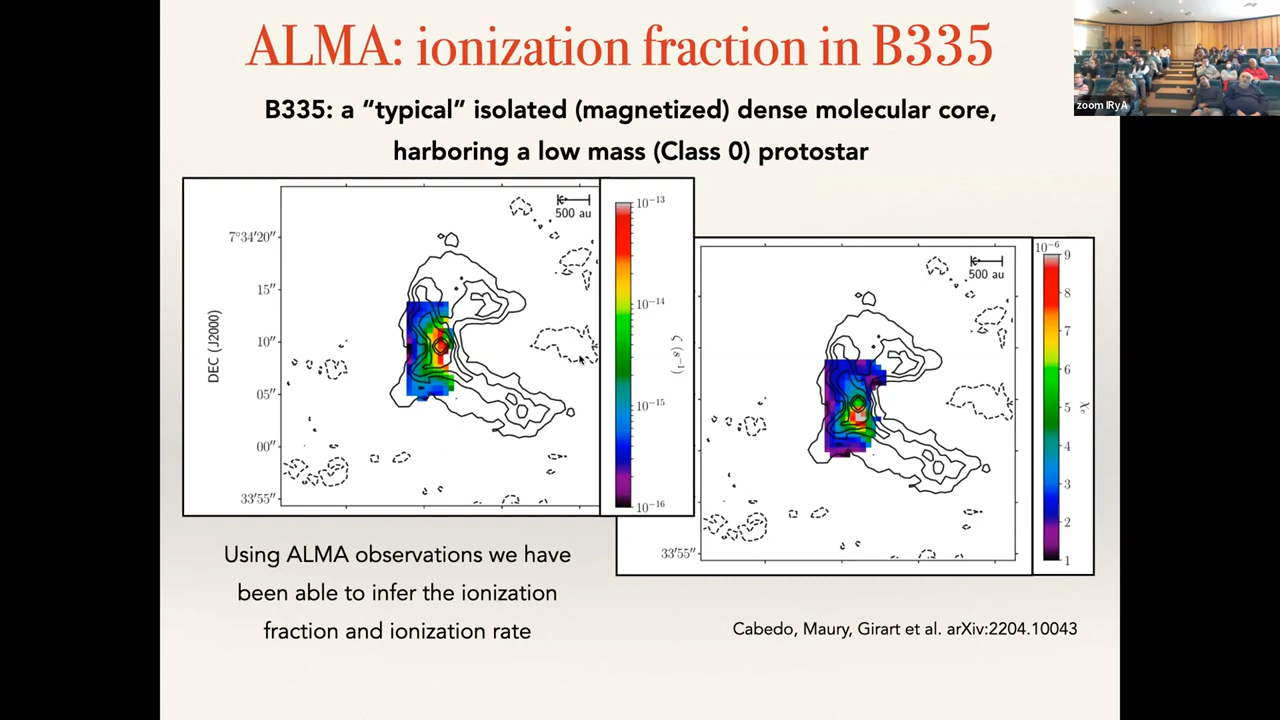 ALMA: ionization fraction in B335
zoom IRyA
B335: a “typical” isolated (magnetized) dense molecular core,
harboring a low mass (Class 0) protostar
500 au
7°34′20″
15″
10″
05″
00″
33′55″
DEC (J2000)
10⁻¹³
10⁻¹⁴
10⁻¹⁵
10⁻¹⁶
ζ (s⁻¹)
500 au
33′55″
10⁻⁶
9
8
7
6
5
4
3
2
1
χₑ
Using ALMA observations we have
been able to infer the ionization
fraction and ionization rate
Cabedo, Maury, Girart et al. arXiv:2204.10043